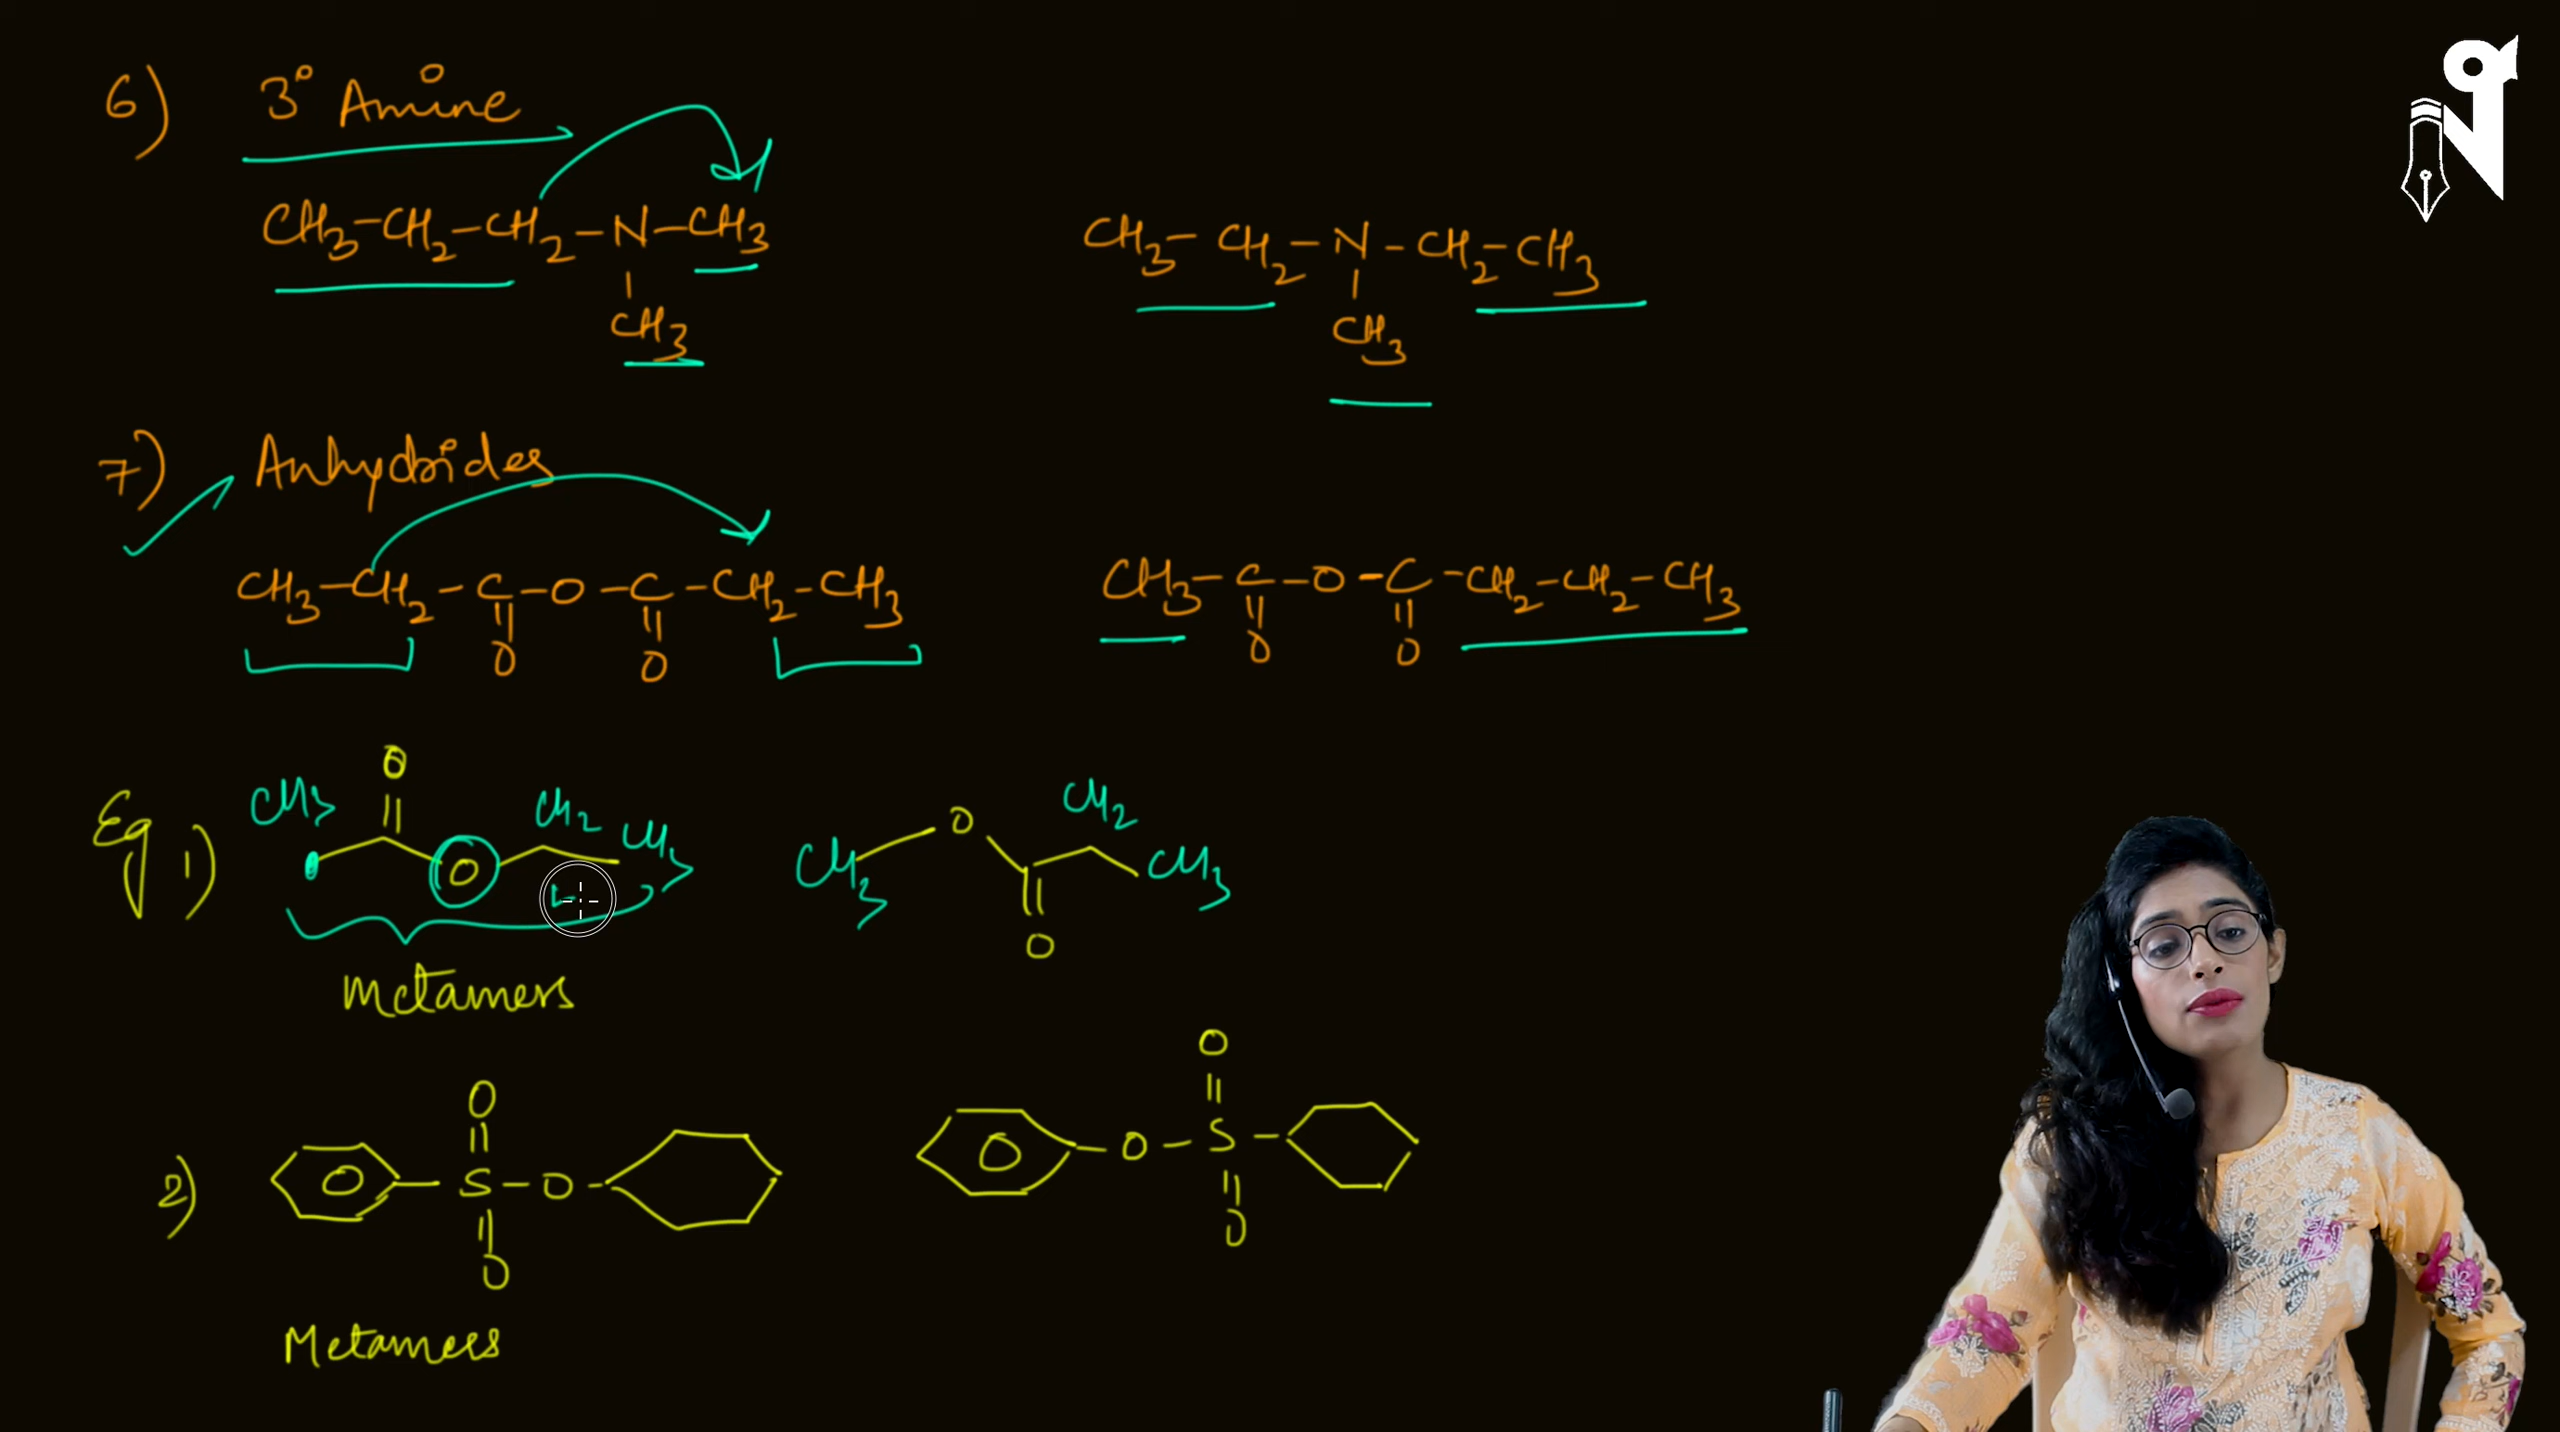 6) 3° Amine
CH3-CH2-CH2-N-CH3
CH3
CH3-CH2-N-CH2-CH3
CH3
7) Anhydrides
CH3-CH2-C-O-C-CH2-CH3
O O
CH3-C-O-C-CH2-CH2-CH3
O O
Eg 1)
O
CH3 CH2 CH3
O
Metamers
O CH2
CH3 CH3
O
2)
O
S-O-
O
Metamers
O
O-S-
O